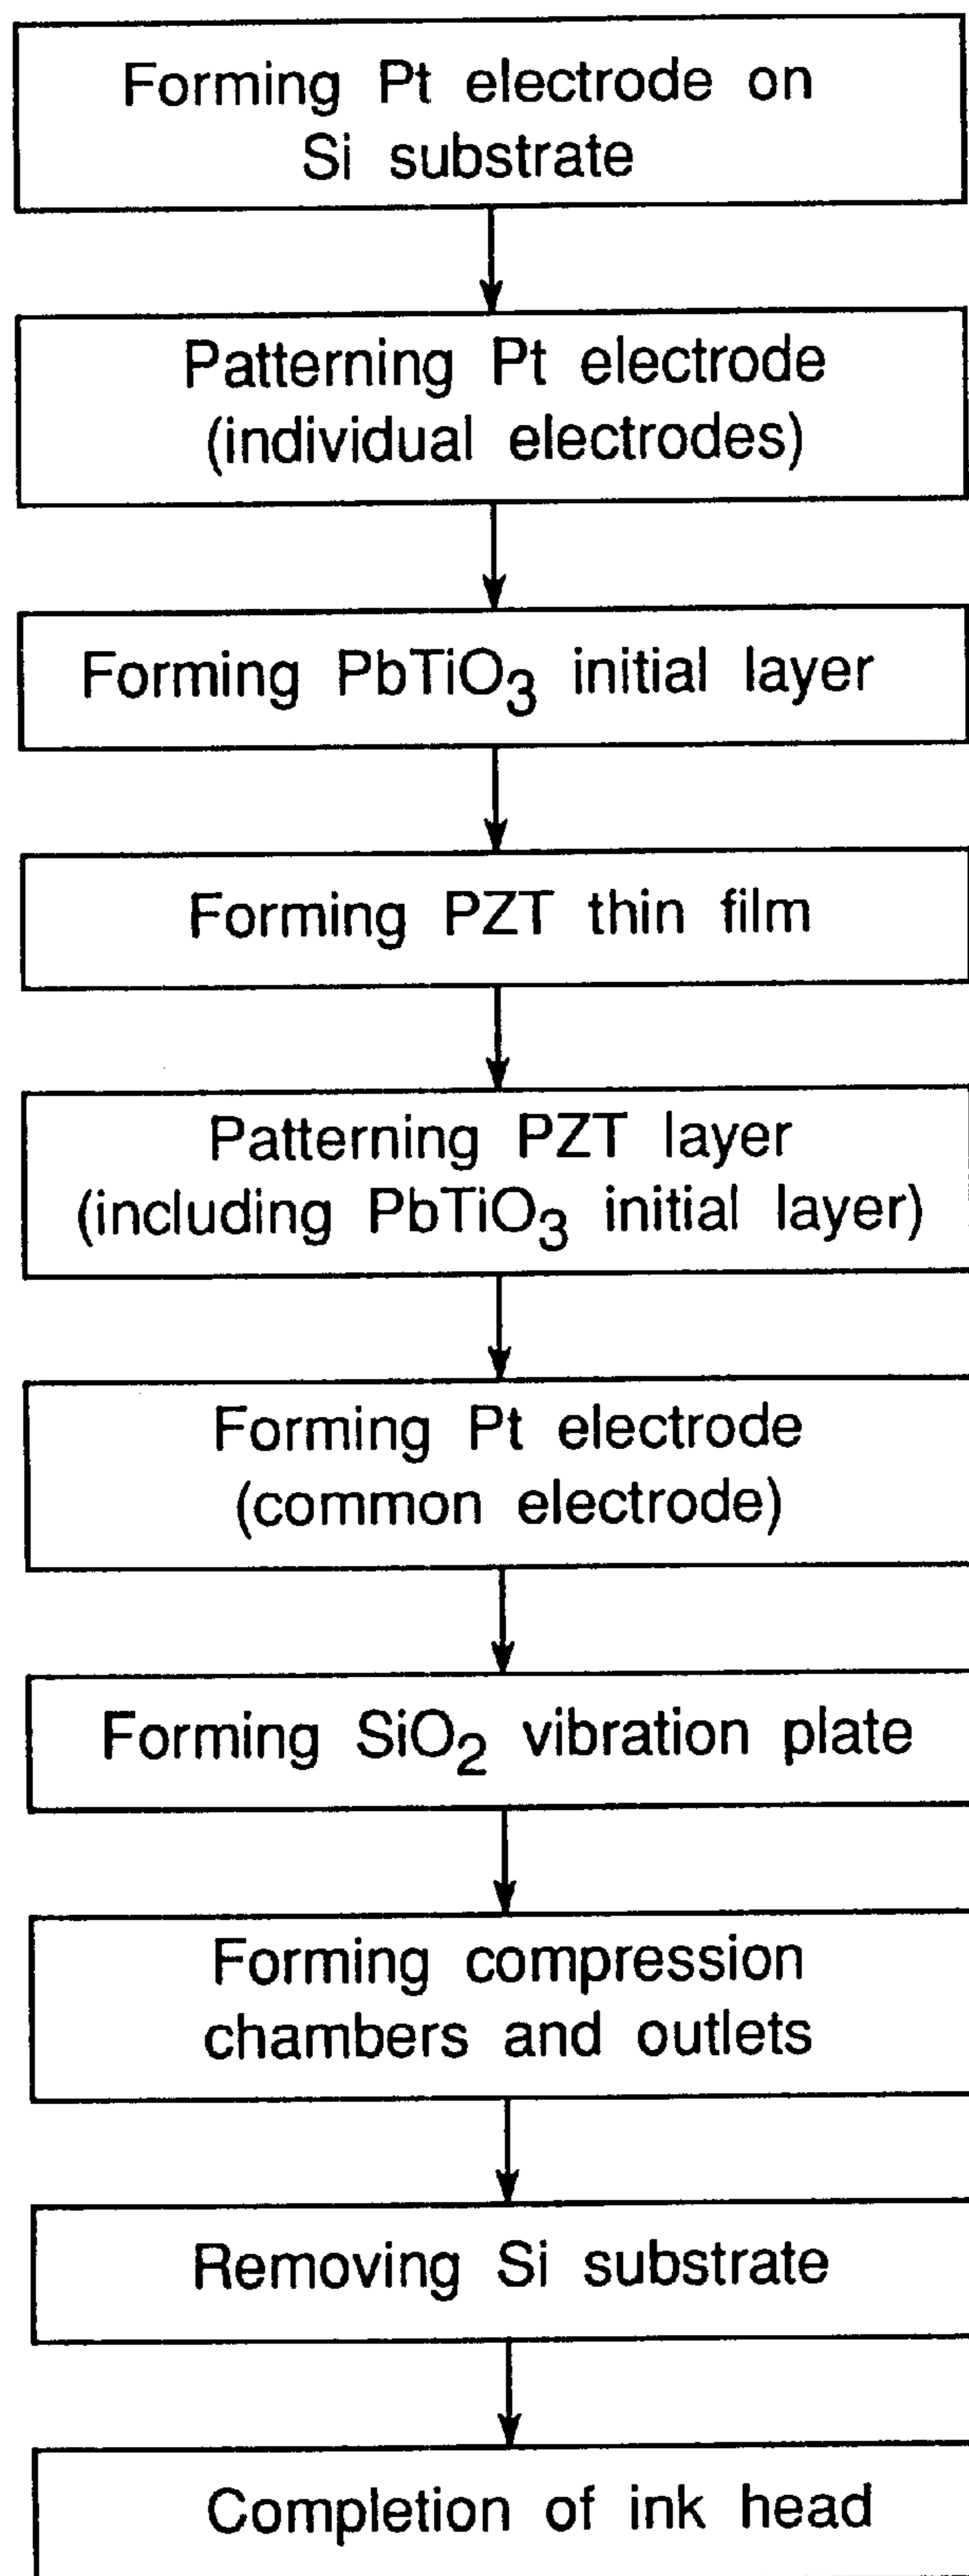 Forming Pt electrode on
Si substrate
Patterning Pt electrode
(individual electrodes)
Forming PbTiO₃ initial layer
Forming PZT thin film
Patterning PZT layer
(including PbTiO₃ initial layer)
Forming Pt electrode
(common electrode)
Forming SiO₂ vibration plate
Forming compression
chambers and outlets
Removing Si substrate
Completion of ink head